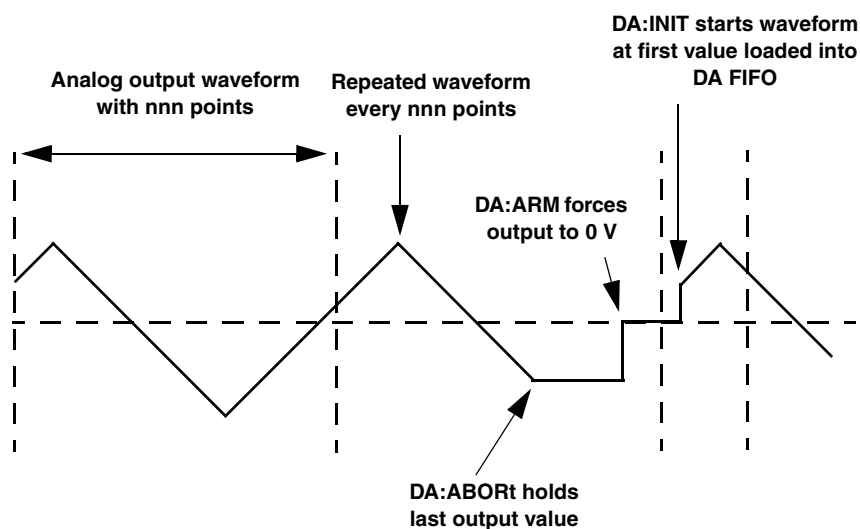 DA:INIT starts waveform
at first value loaded into
DA FIFO
Analog output waveform
with nnn points
Repeated waveform
every nnn points
DA:ARM forces
output to 0 V
DA:ABORt holds
last output value